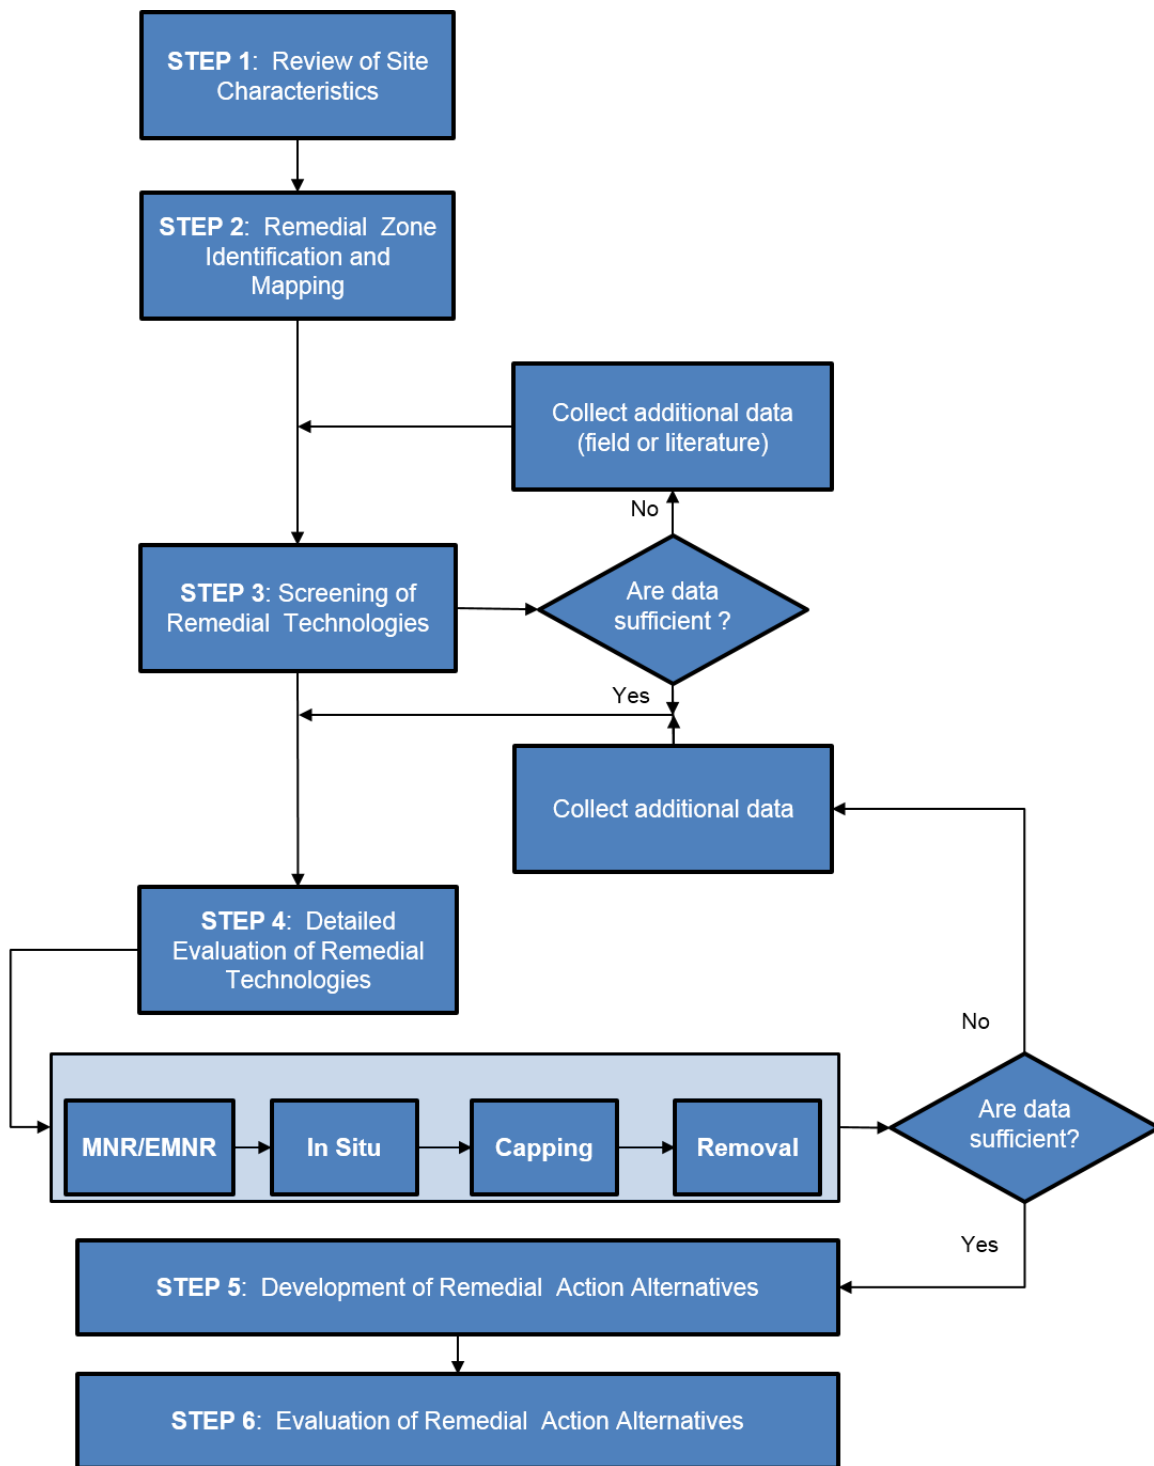 STEP 1: Review of Site
Characteristics
STEP 2: Remedial Zone
Identification and
Mapping
Collect additional data
(field or literature)
No
STEP 3: Screening of
Remedial Technologies
Are data
sufficient ?
Yes
Collect additional data
STEP 4: Detailed
Evaluation of Remedial
Technologies
No
MNR/EMNR
In Situ
Capping
Removal
Are data
sufficient?
Yes
STEP 5: Development of Remedial Action Alternatives
STEP 6: Evaluation of Remedial Action Alternatives